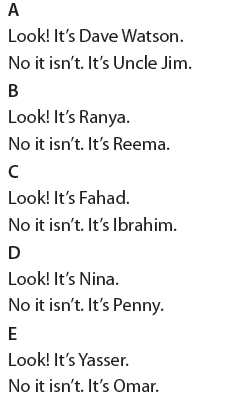 A
Look! It's Dave Watson.
No it isn't. It's Uncle Jim.
B
Look! It's Ranya.
No it isn't. It's Reema.
C
Look! It's Fahad.
No it isn't. It's Ibrahim.
D
Look! It's Nina.
No it isn't. It's Penny.
E
Look! It's Yasser.
No it isn't. It's Omar.